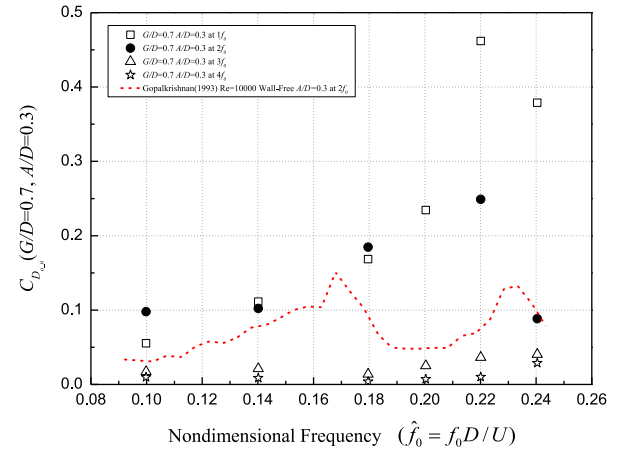 0.5
0.4
0.3
0.2
0.1
0.0
0.08 0.10 0.12 0.14 0.16 0.18 0.20 0.22 0.24 0.26
G/D=0.7 A/D=0.3 at 1f₀
G/D=0.7 A/D=0.3 at 2f₀
G/D=0.7 A/D=0.3 at 3f₀
G/D=0.7 A/D=0.3 at 4f₀
Gopalkrishnan(1993) Re=10000 Wall-Free A/D=0.3 at 2f₀
(G/D=0.7, A/D=0.3)
Nondimensional Frequency (f̂₀ = f₀D/U)